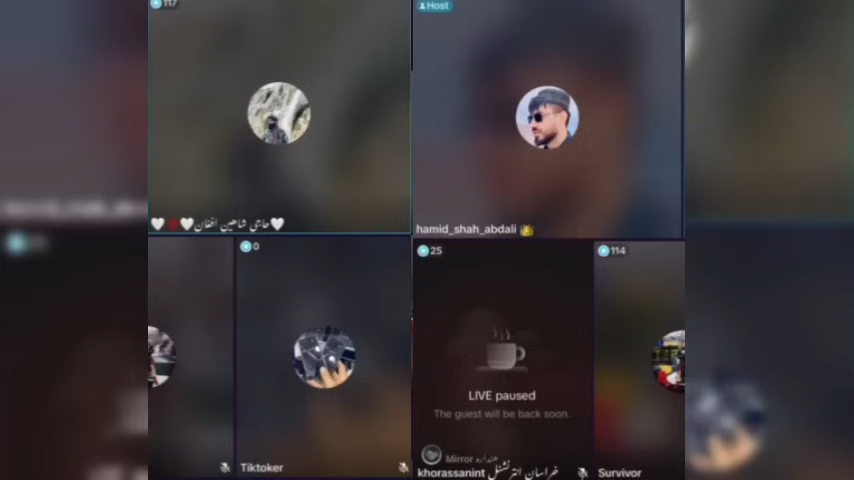 117
Host
حاجی شاهین افغان
hamid_shah_abdali
0
25
114
LIVE paused
The guest will be back soon.
Mirror هنداره
Tiktoker
khorassanint خراسان انترنشنل
Survivor